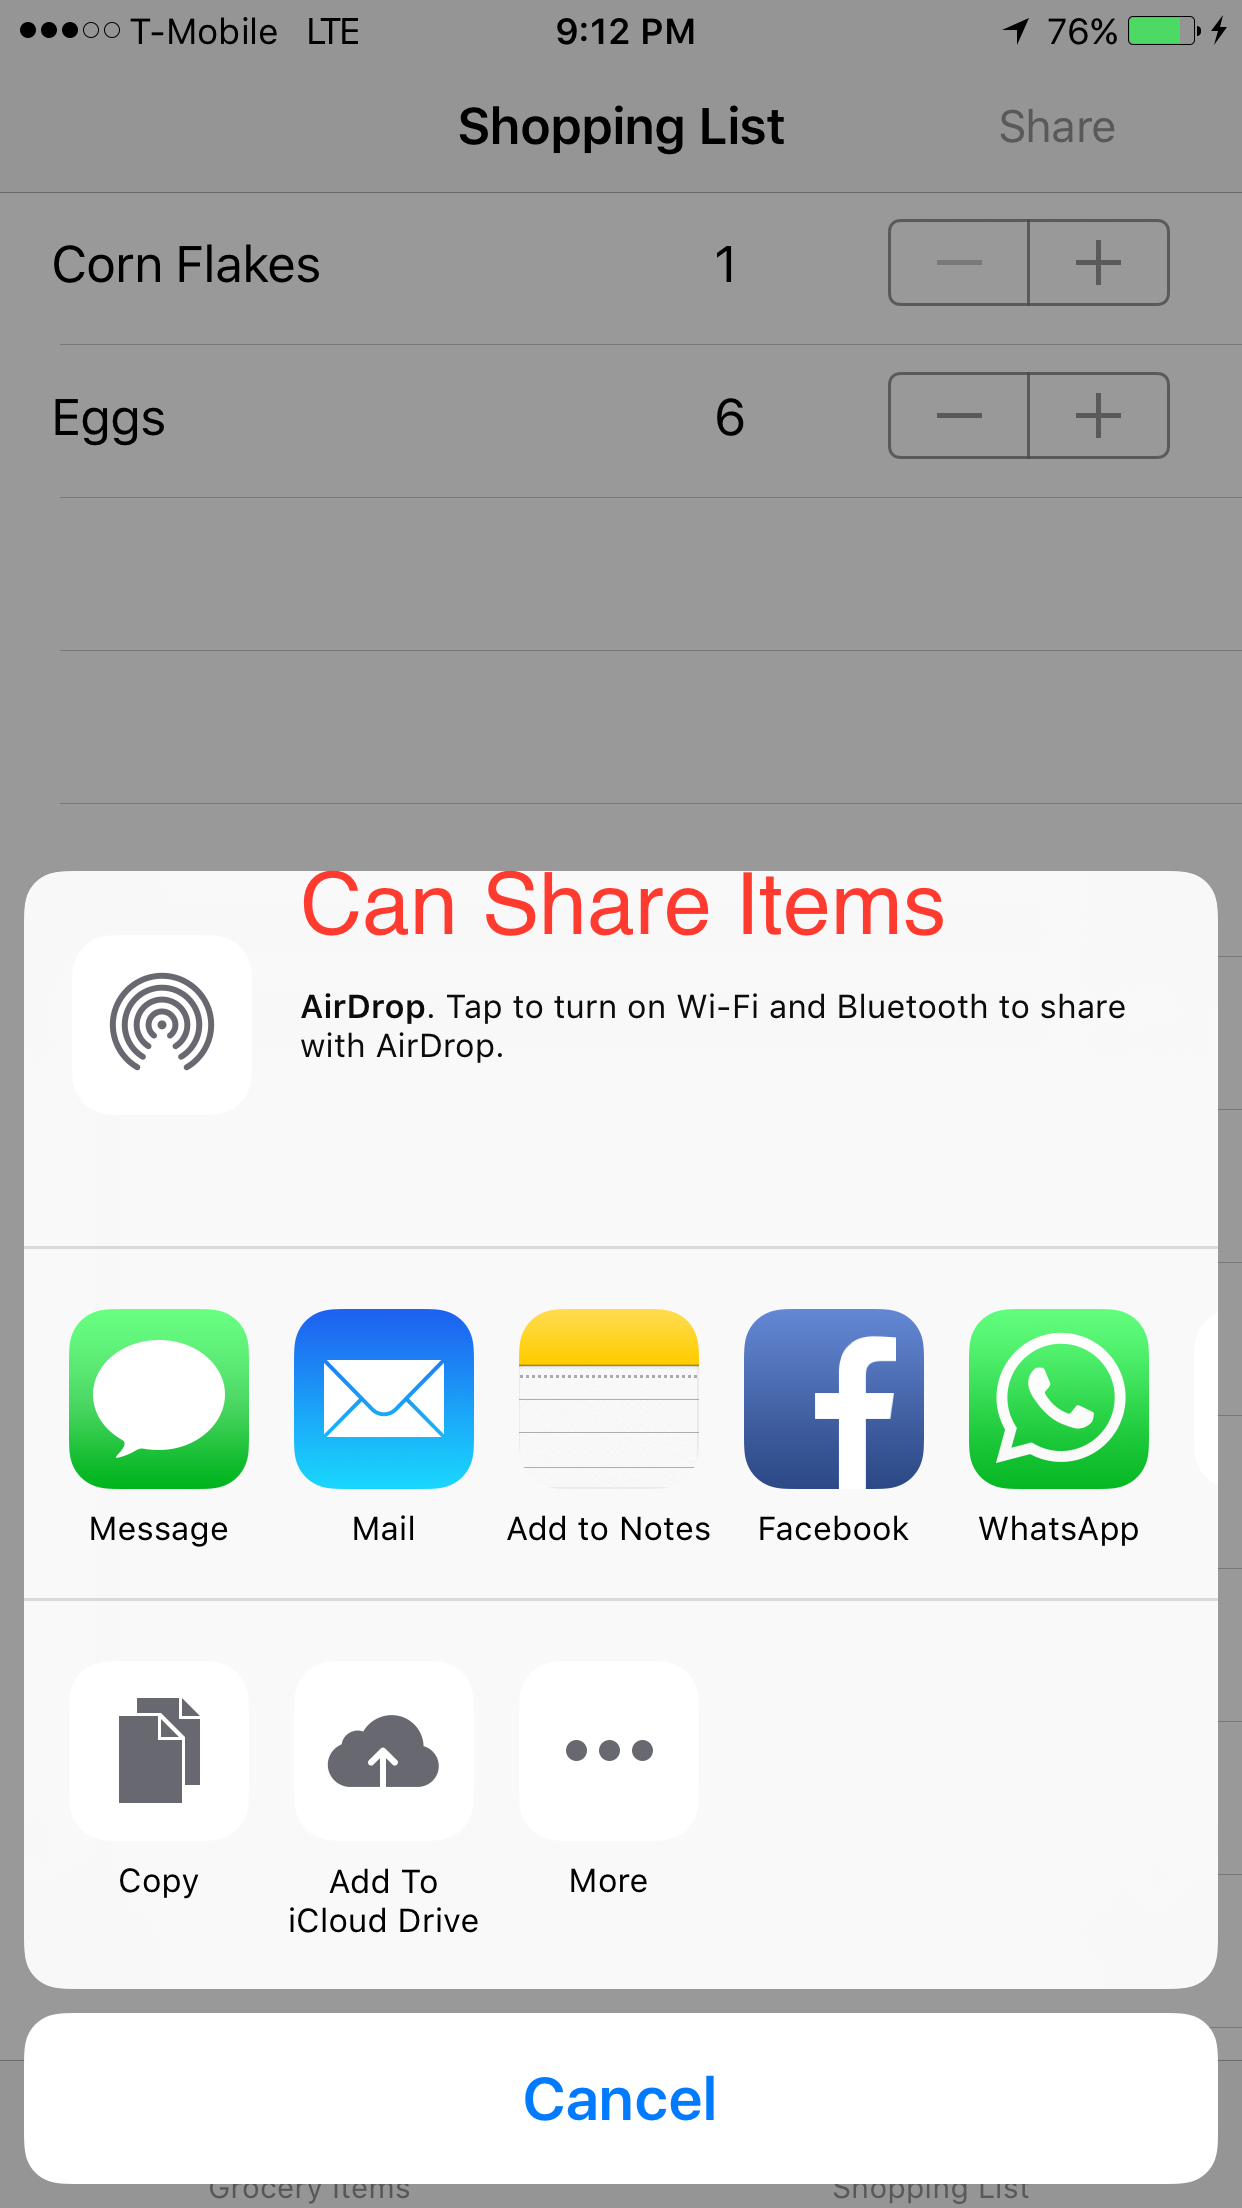 T-Mobile LTE 9:12 PM 76%
Shopping List Share
Corn Flakes 1
Eggs 6
Can Share Items
AirDrop. Tap to turn on Wi-Fi and Bluetooth to share
with AirDrop.
Message Mail Add to Notes Facebook WhatsApp
Copy Add To More
iCloud Drive
Cancel
Grocery Items Shopping List